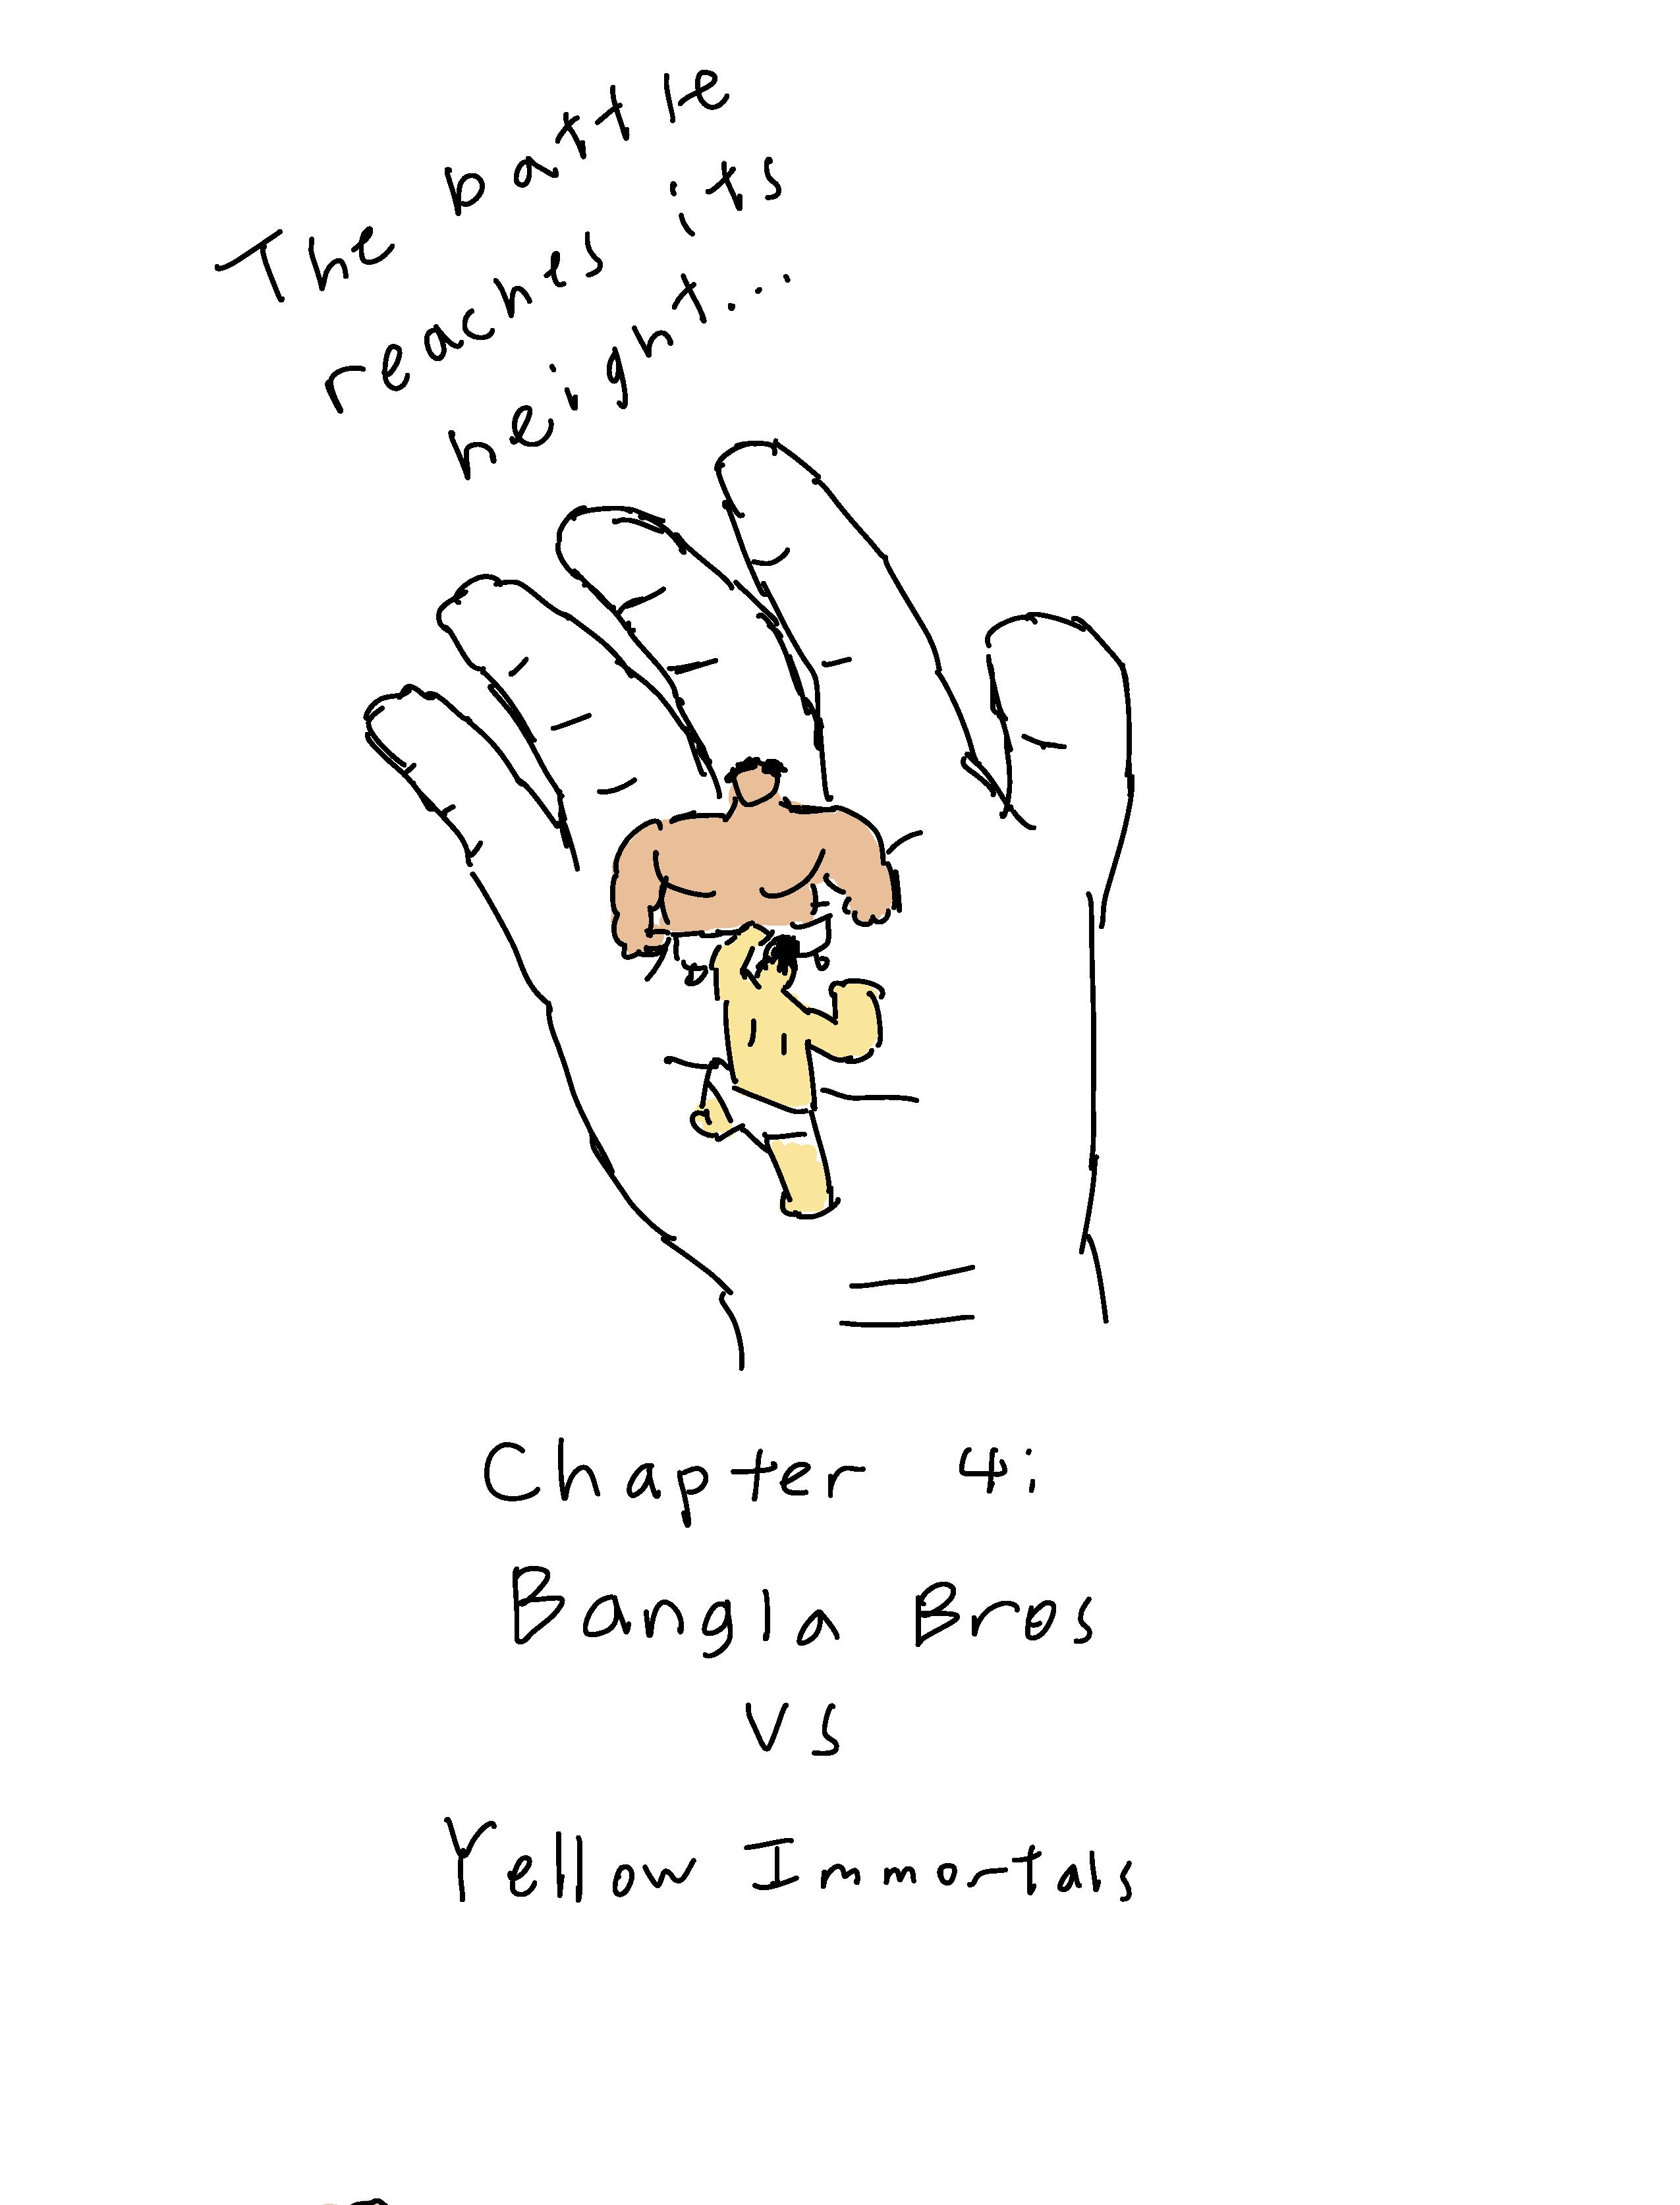 The battle
reaches its
height...
Chapter 4:
Bangla Bros
VS
Yellow Immortals